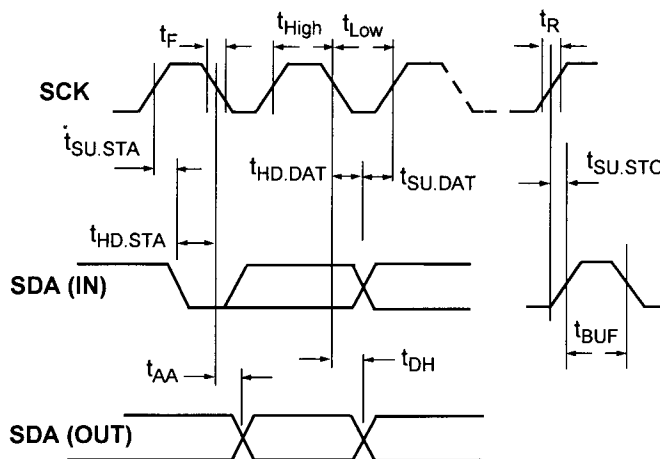 tF tHigh tLow tR
SCK
tSU.STA
tHD.DAT tSU.DAT tSU.STO
tHD.STA
SDA (IN)
tBUF
tAA tDH
SDA (OUT)